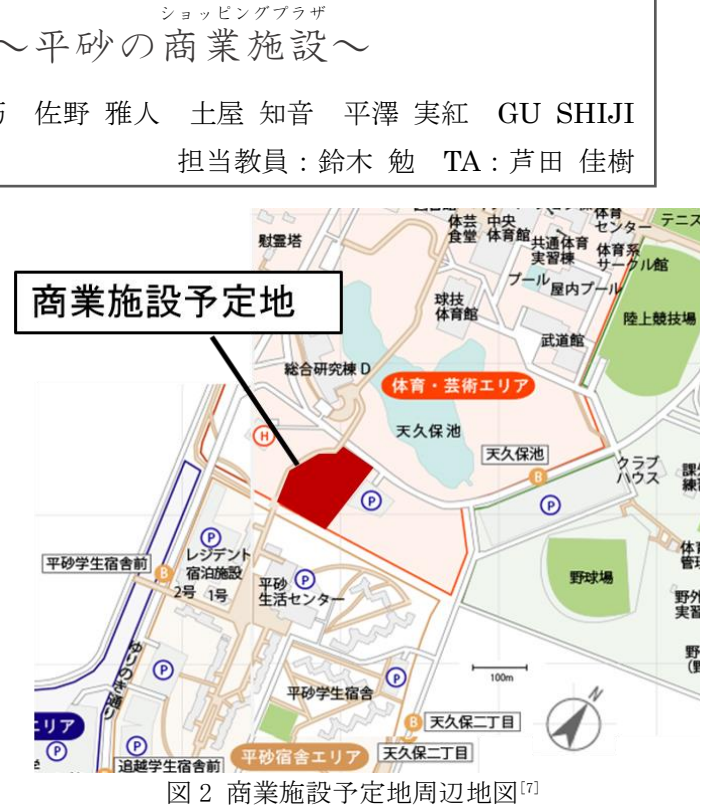 ショッピングプラザ
～平砂の商業施設～
佐野 雅人 土屋 知音 平澤 実紅 GU SHIJI
担当教員：鈴木 勉 TA：芦田 佳樹
体芸
食堂
中央
体育館
体育
センター
テニス
慰霊塔
共通体育
実習棟
体育系
サークル館
プール
屋内プール
商業施設予定地
球技
体育館
陸上競技場
武道館
総合研究棟 D
体育・芸術エリア
H
天久保池
天久保池
B
クラブ
ハウス
P
P
P
平砂学生宿舎前
B
レジデント
宿泊施設
2号 1号
平砂
生活センター
P
野球場
ゆりのき通り
P
100m
N
平砂学生宿舎
P
エリア
P
P
B
天久保二丁目
平砂宿舎エリア
天久保二丁目
追越学生宿舎前
図 2 商業施設予定地周辺地図[7]